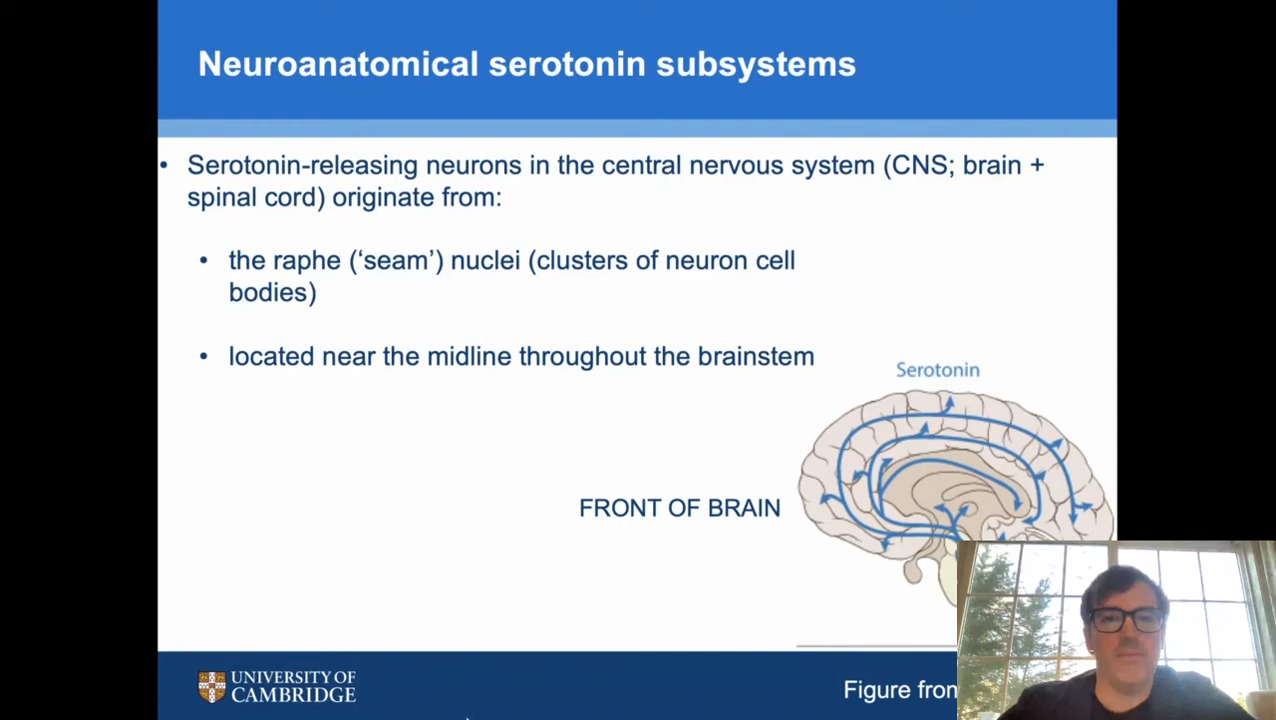 Neuroanatomical serotonin subsystems
• Serotonin-releasing neurons in the central nervous system (CNS; brain +
spinal cord) originate from:
• the raphe (‘seam’) nuclei (clusters of neuron cell
bodies)
• located near the midline throughout the brainstem
Serotonin
FRONT OF BRAIN
UNIVERSITY OF
CAMBRIDGE
Figure from